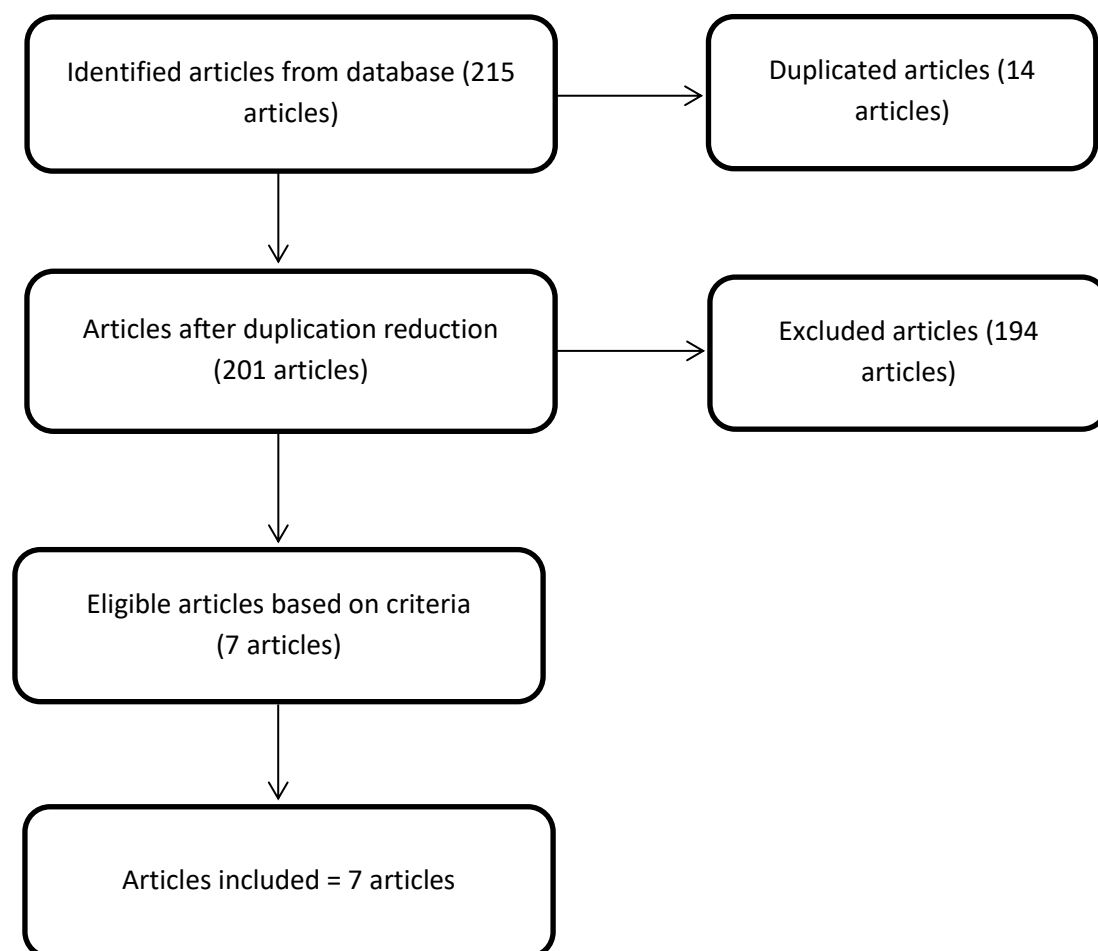 Identified articles from database (215
articles)
Duplicated articles (14
articles)
Articles after duplication reduction
(201 articles)
Excluded articles (194
articles)
Eligible articles based on criteria
(7 articles)
Articles included = 7 articles